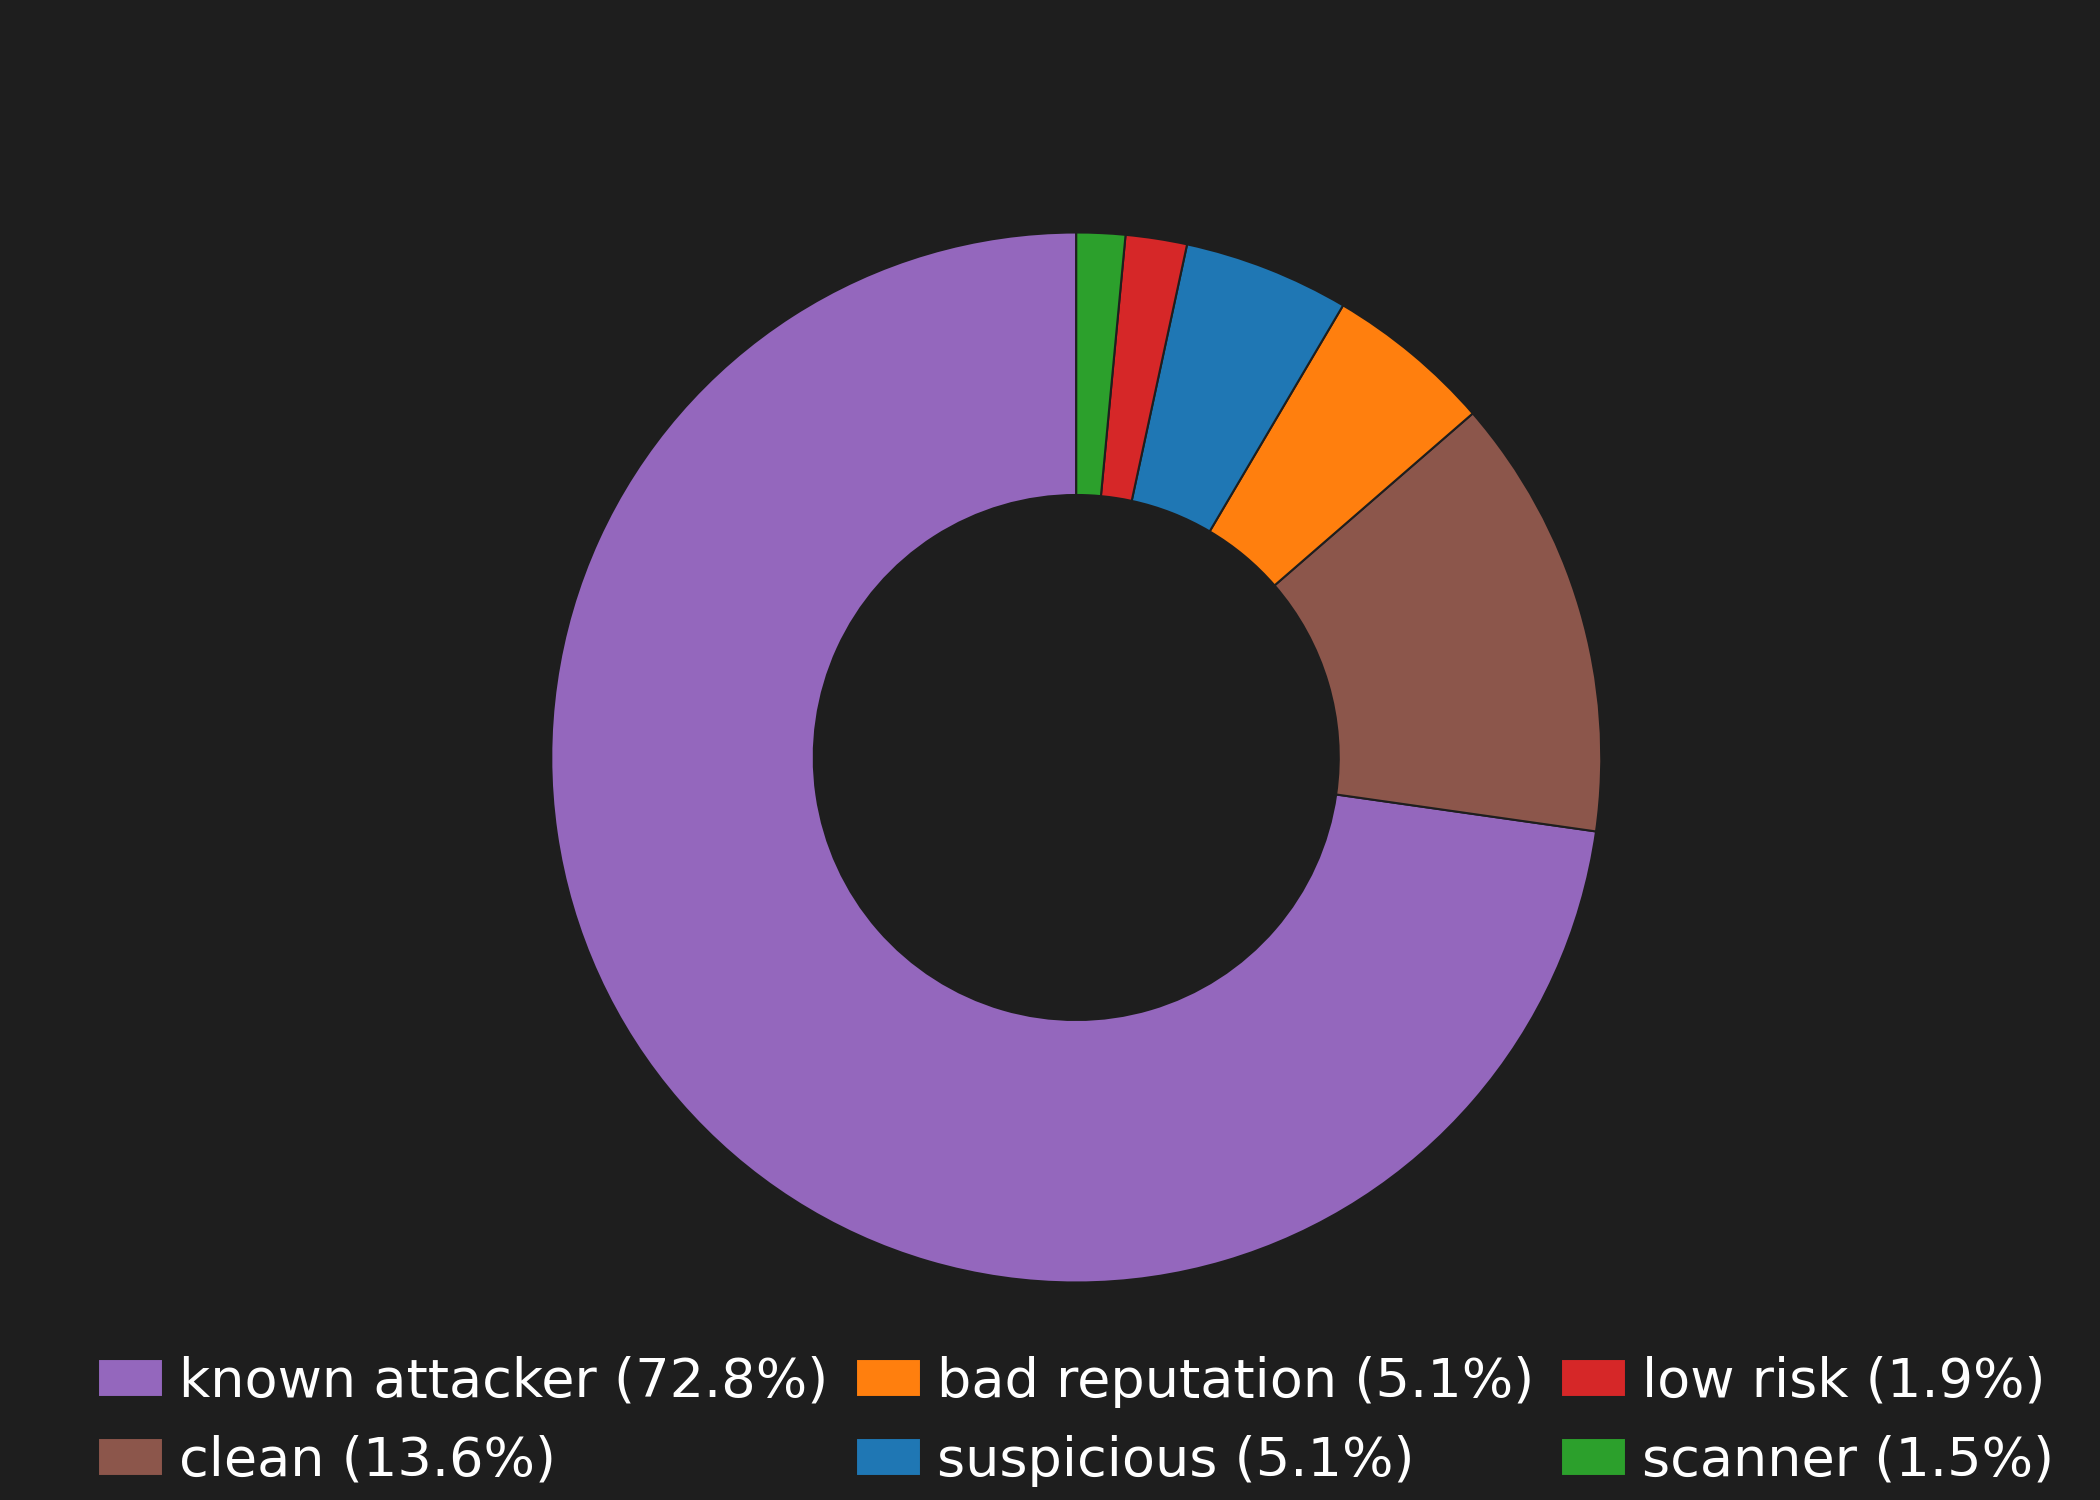 known attacker (72.8%)
clean (13.6%)
bad reputation (5.1%)
suspicious (5.1%)
low risk (1.9%)
scanner (1.5%)